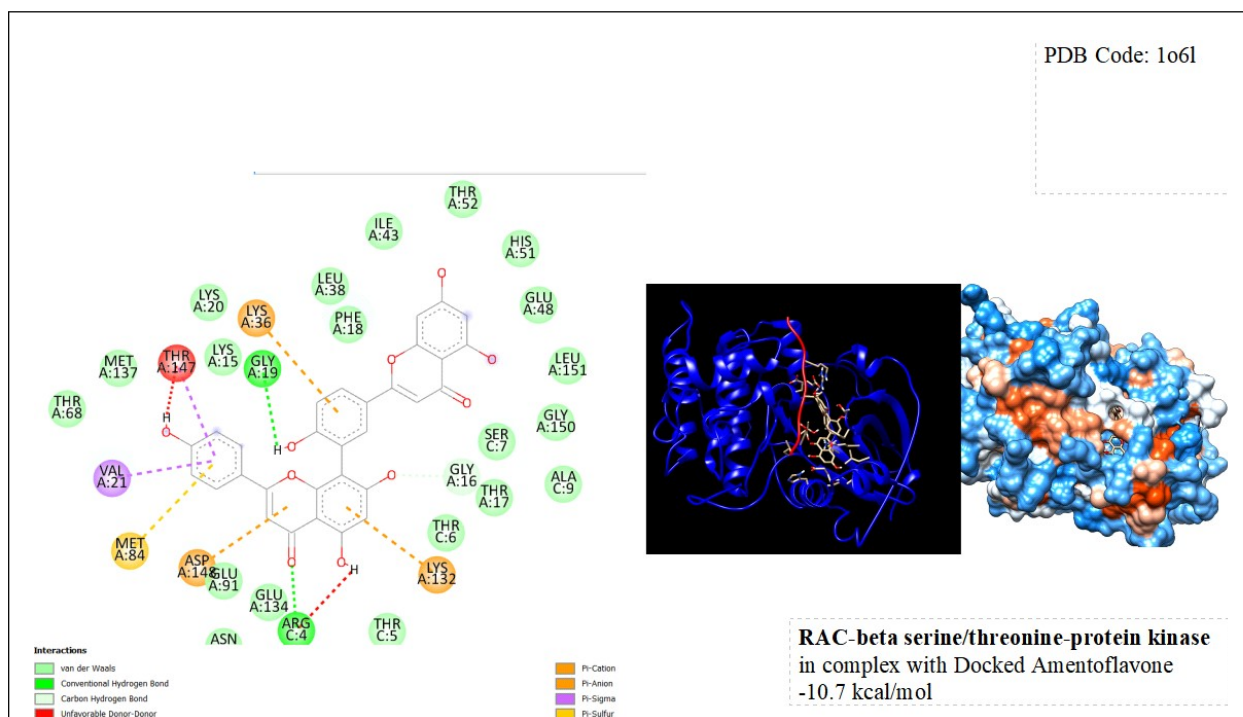 PDB Code: 1o6l
THR
A:52
ILE
A:43
HIS
A:51
LEU
A:38
LYS
A:20
GLU
A:48
LYS
A:36
PHE
A:18
MET
A:137
THR
A:147
LYS
A:15
GLY
A:19
LEU
A:151
THR
A:68
GLY
A:150
SER
C:7
VAL
A:21
GLY
A:16
THR
A:17
ALA
C:9
THR
C:6
MET
A:84
ASP
A:148
GLU
A:91
LYS
A:132
GLU
A:134
ARG
C:4
THR
C:5
ASN
O
O
O
O
H
O
H
O
O
O
O
O
H
Interactions
van der Waals
Conventional Hydrogen Bond
Carbon Hydrogen Bond
Unfavorable Donor-Donor
Pi-Cation
Pi-Anion
Pi-Sigma
Pi-Sulfur
RAC-beta serine/threonine-protein kinase
in complex with Docked Amentoflavone
-10.7 kcal/mol